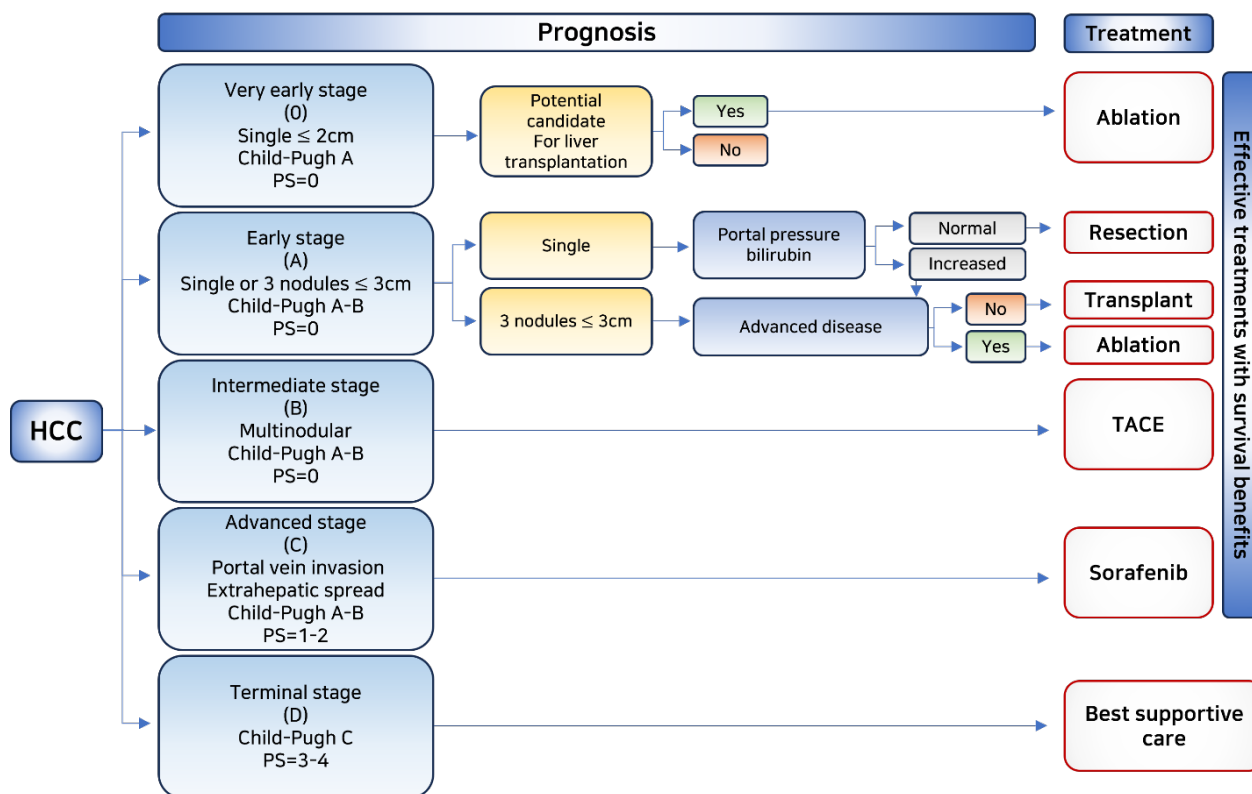 Prognosis
Treatment
HCC
Very early stage
(0)
Single ≤ 2cm
Child-Pugh A
PS=0
Potential
candidate
For liver
transplantation
Yes
No
Ablation
Early stage
(A)
Single or 3 nodules ≤ 3cm
Child-Pugh A-B
PS=0
Single
3 nodules ≤ 3cm
Portal pressure
bilirubin
Normal
Increased
Advanced disease
No
Yes
Resection
Transplant
Ablation
Intermediate stage
(B)
Multinodular
Child-Pugh A-B
PS=0
TACE
Advanced stage
(C)
Portal vein invasion
Extrahepatic spread
Child-Pugh A-B
PS=1-2
Sorafenib
Terminal stage
(D)
Child-Pugh C
PS=3-4
Best supportive
care
Effective treatments with survival benefits